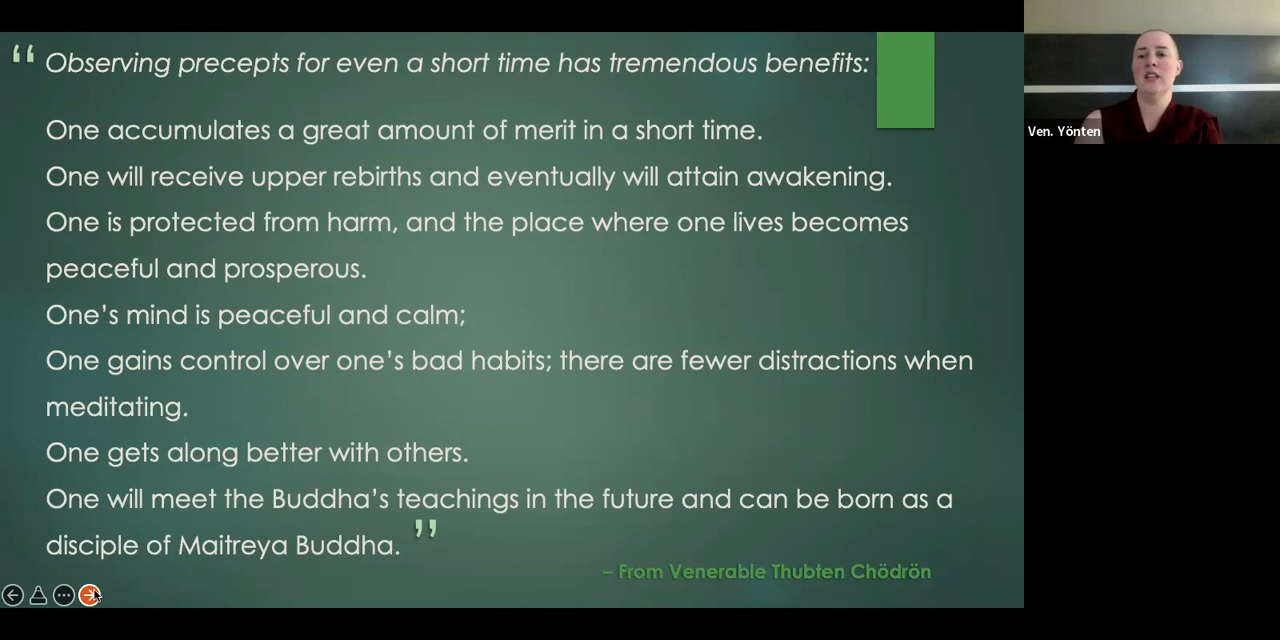 “ Observing precepts for even a short time has tremendous benefits:
One accumulates a great amount of merit in a short time.
One will receive upper rebirths and eventually will attain awakening.
One is protected from harm, and the place where one lives becomes
peaceful and prosperous.
One’s mind is peaceful and calm;
One gains control over one’s bad habits; there are fewer distractions when
meditating.
One gets along better with others.
One will meet the Buddha’s teachings in the future and can be born as a
disciple of Maitreya Buddha. ”
– From Venerable Thubten Chödrön
Ven. Yönten